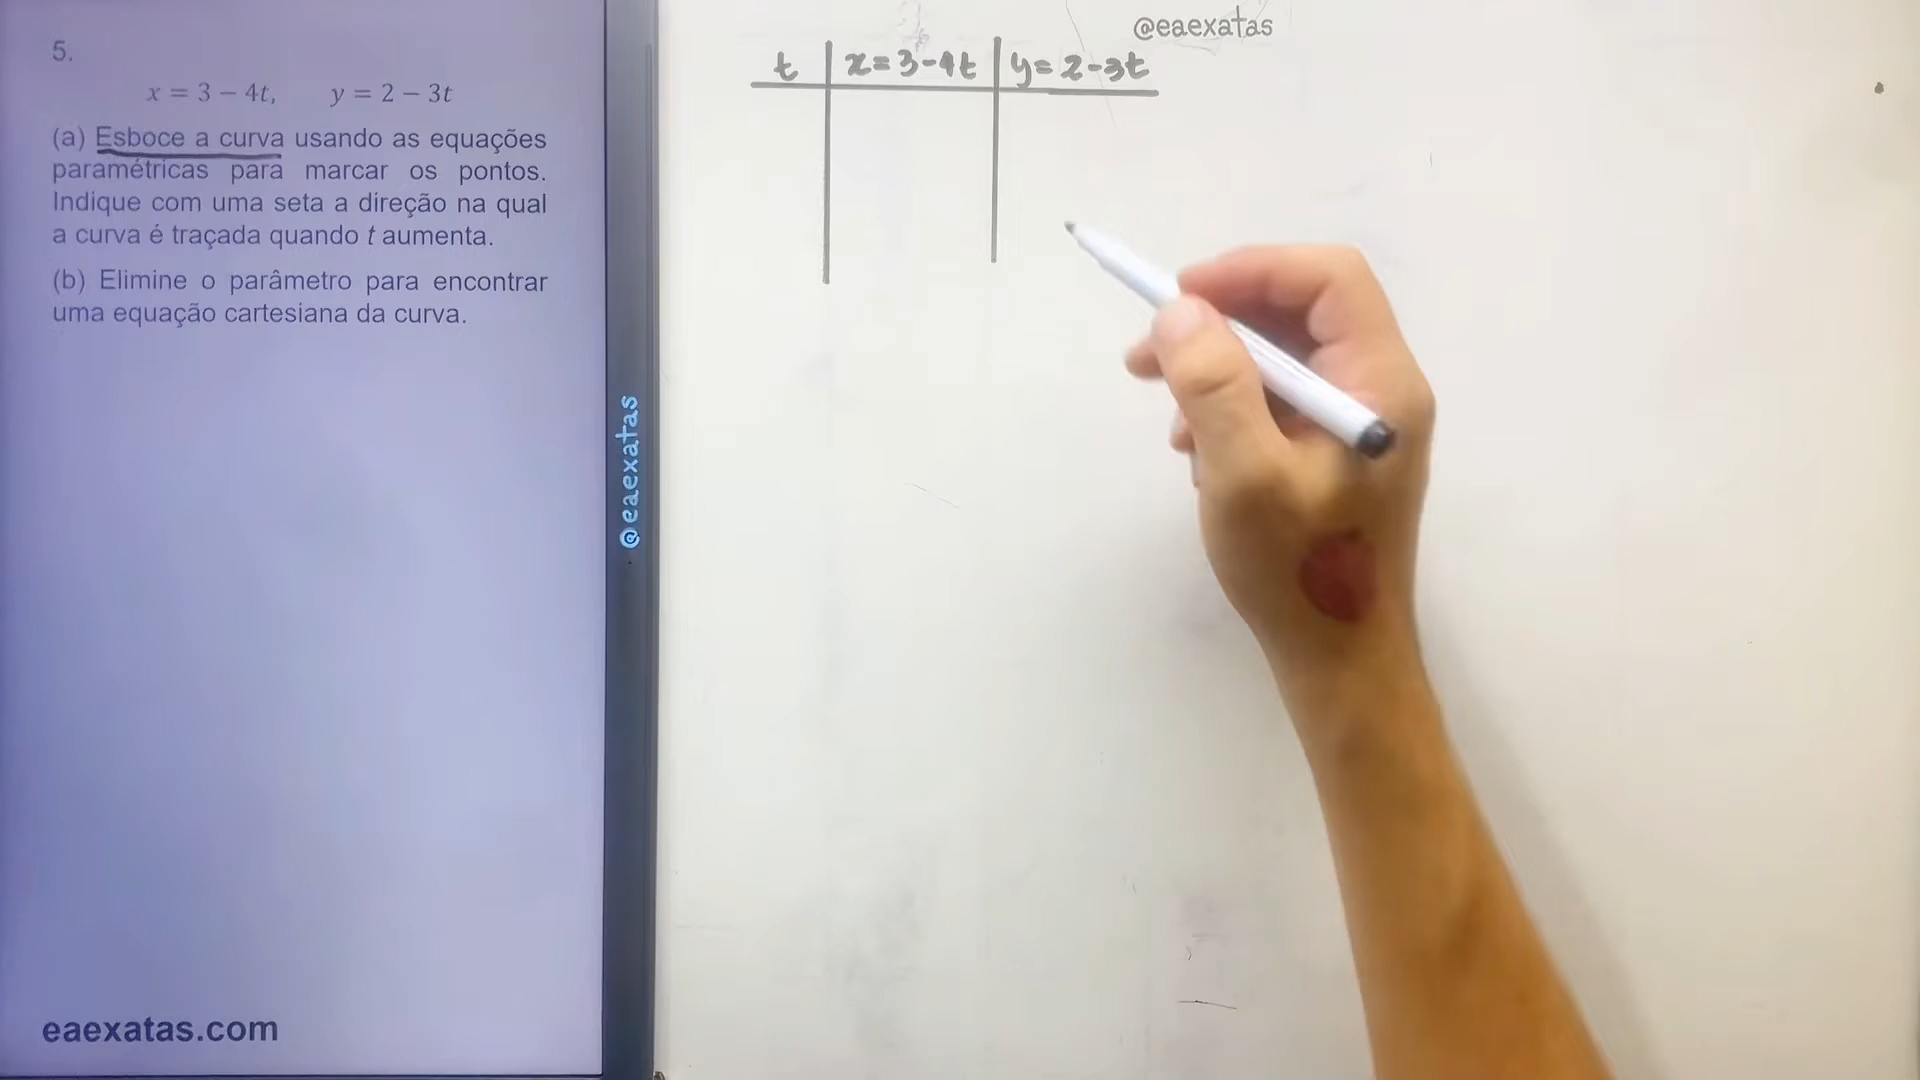 5.
x = 3 − 4t, y = 2 − 3t
(a) Esboce a curva usando as equações
paramétricas para marcar os pontos.
Indique com uma seta a direção na qual
a curva é traçada quando t aumenta.
(b) Elimine o parâmetro para encontrar
uma equação cartesiana da curva.
eaexatas.com
@eaexatas
@eaexatas
t x=3-4t y=2-3t